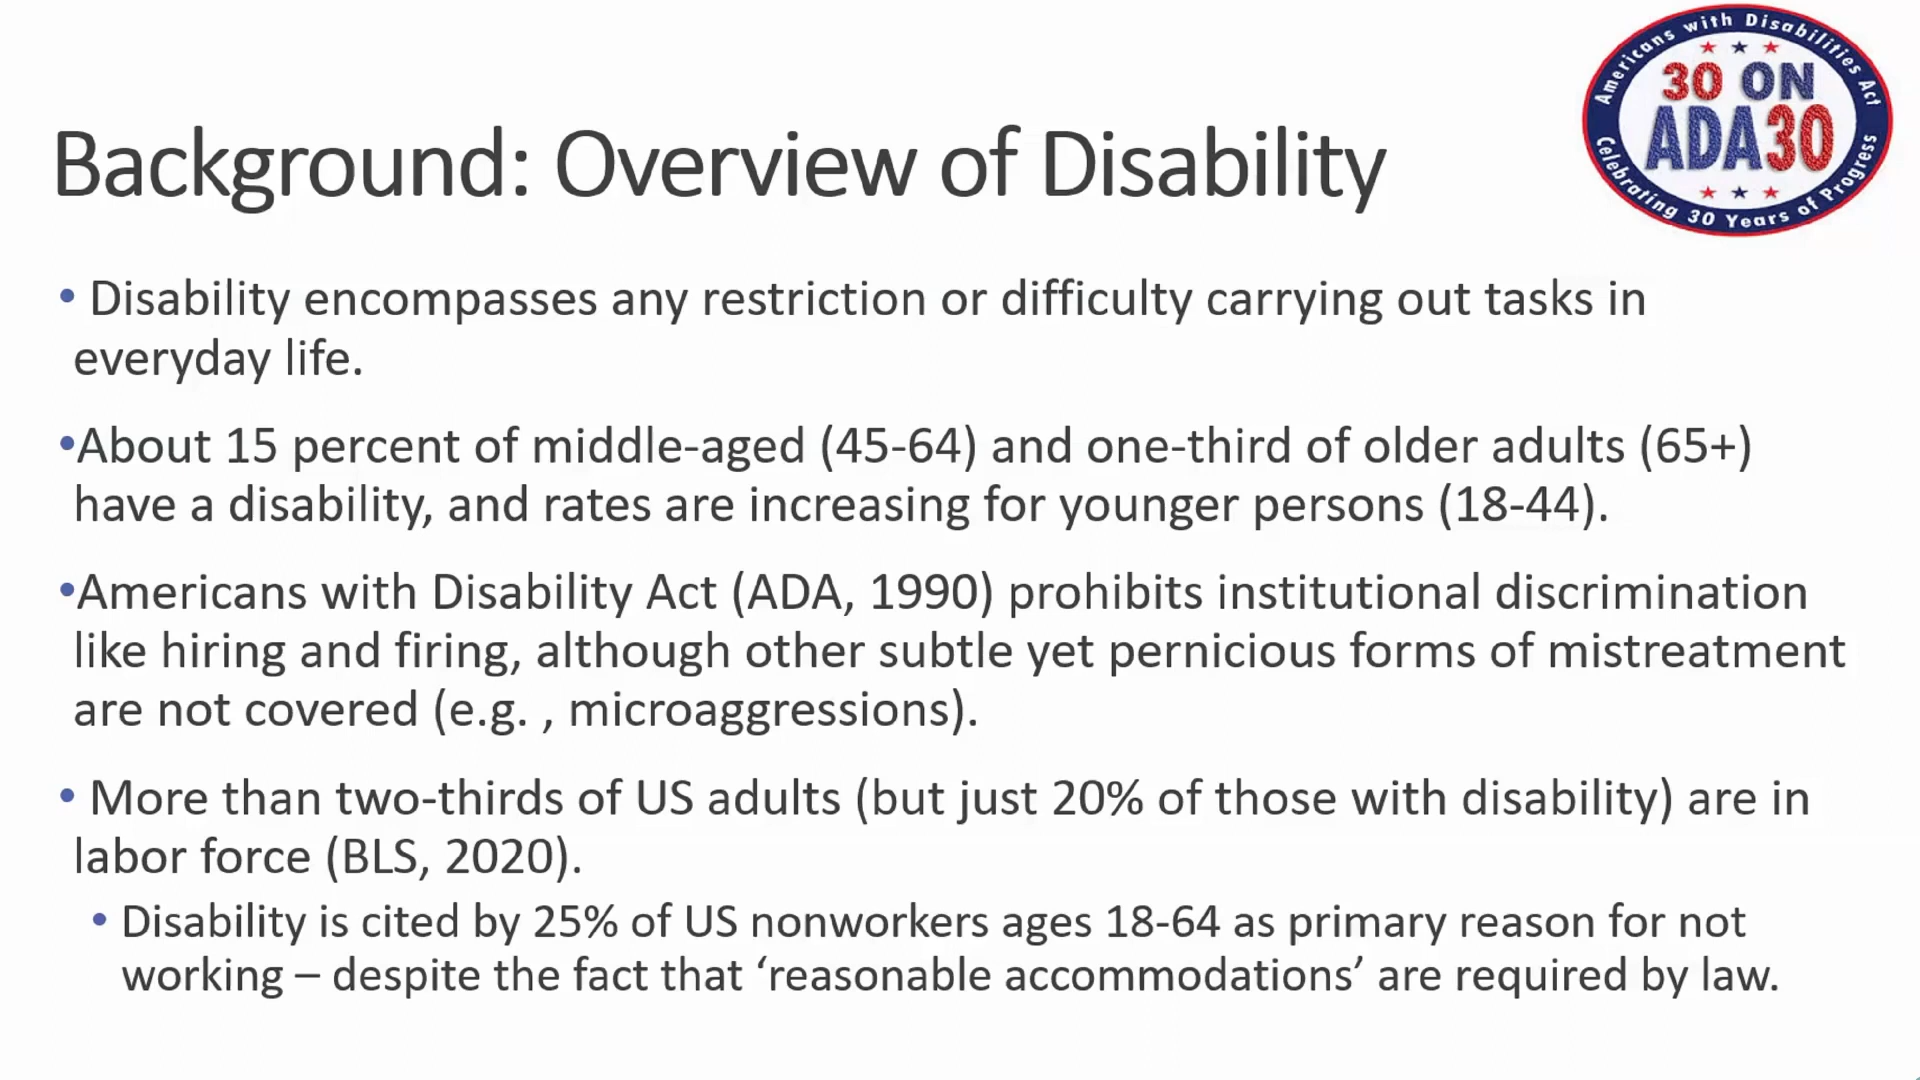 Americans with Disabilities Act
30 ON
ADA30
Celebrating 30 Years of Progress
Background: Overview of Disability
• Disability encompasses any restriction or difficulty carrying out tasks in
everyday life.
•About 15 percent of middle-aged (45-64) and one-third of older adults (65+)
have a disability, and rates are increasing for younger persons (18-44).
•Americans with Disability Act (ADA, 1990) prohibits institutional discrimination
like hiring and firing, although other subtle yet pernicious forms of mistreatment
are not covered (e.g. , microaggressions).
• More than two-thirds of US adults (but just 20% of those with disability) are in
labor force (BLS, 2020).
• Disability is cited by 25% of US nonworkers ages 18-64 as primary reason for not
working – despite the fact that ‘reasonable accommodations’ are required by law.